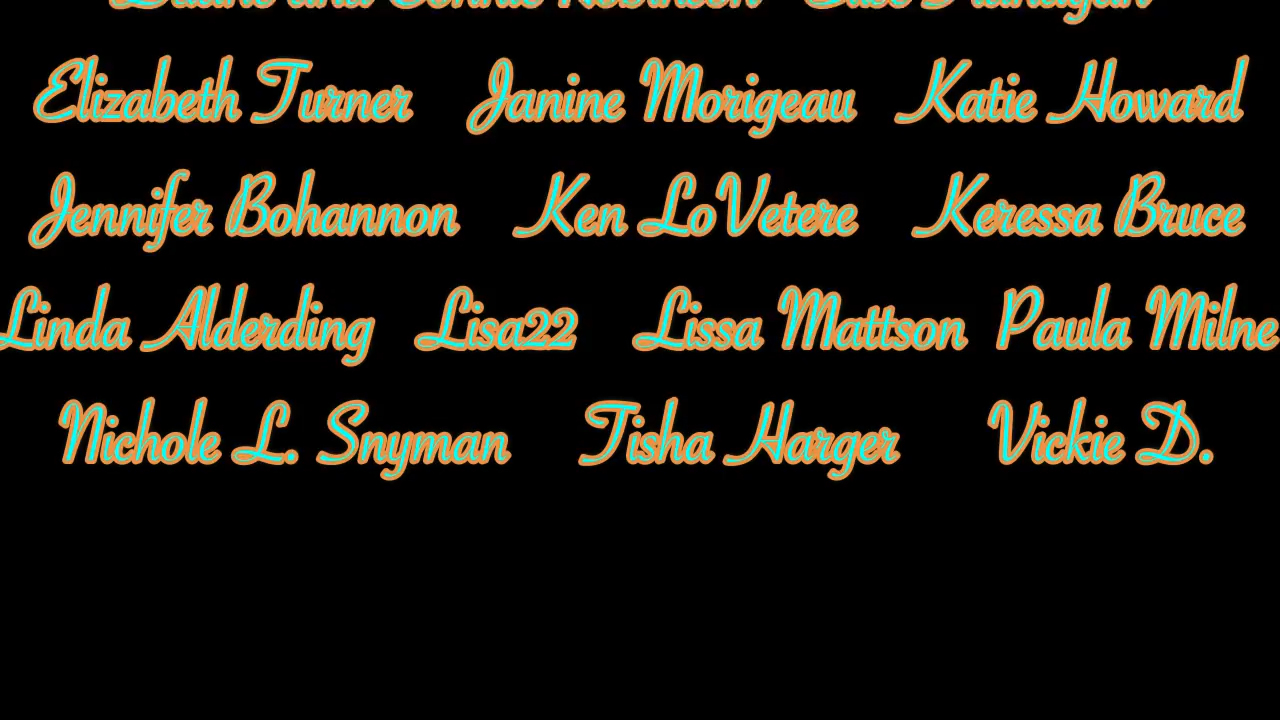 Elizabeth Turner Janine Morigeau Katie Howard
Jennifer Bohannon Ken LoVetere Keressa Bruce
Linda Alderding Lisa22 Lissa Mattson Paula Milne
Nichole L. Snyman Tisha Harger Vickie D.